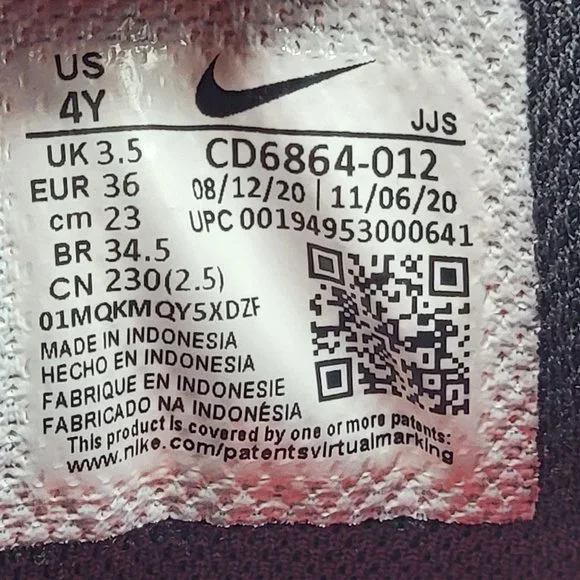 US
4Y
JJS
UK 3.5
CD6864-012
EUR 36
08/12/20 | 11/06/20
cm 23
UPC 00194953000641
BR 34.5
CN 230(2.5)
01MQKMQY5XDZF
MADE IN INDONESIA
HECHO EN INDONESIA
FABRIQUE EN INDONESIE
FABRICADO NA INDONÉSIA
This product is covered by one or more patents:
www.nike.com/patentsvirtualmarking